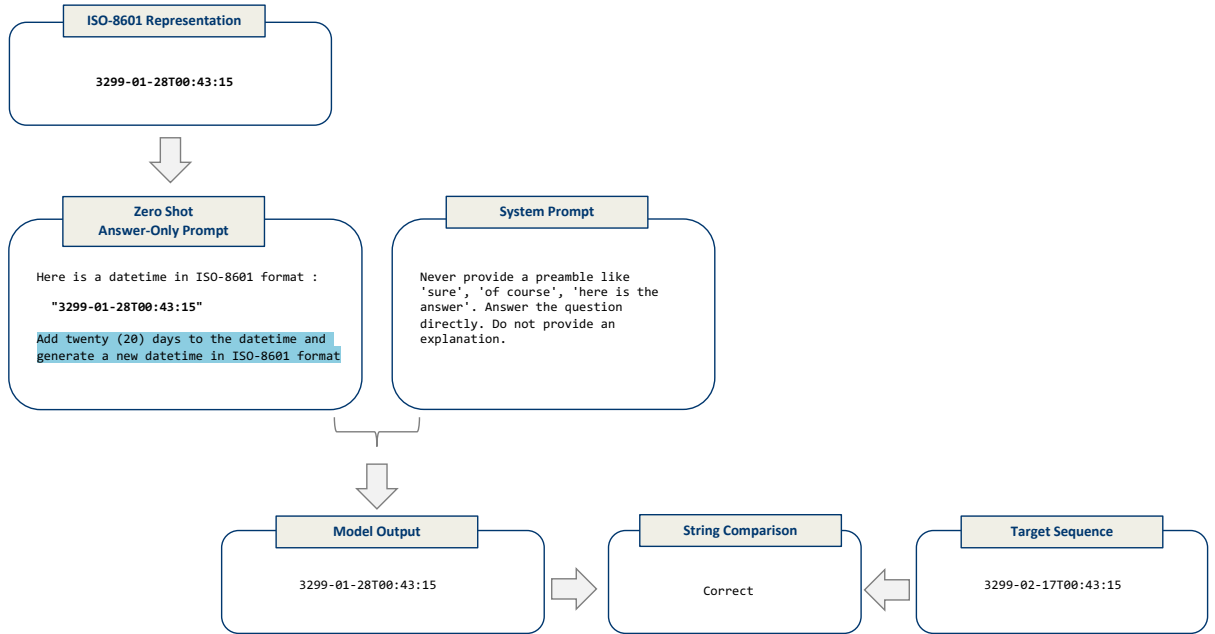 ISO-8601 Representation
3299-01-28T00:43:15
Zero Shot
Answer-Only Prompt
Here is a datetime in ISO-8601 format :
"3299-01-28T00:43:15"
Add twenty (20) days to the datetime and
generate a new datetime in ISO-8601 format
System Prompt
Never provide a preamble like
'sure', 'of course', 'here is the
answer'. Answer the question
directly. Do not provide an
explanation.
Model Output
3299-01-28T00:43:15
String Comparison
Correct
Target Sequence
3299-02-17T00:43:15